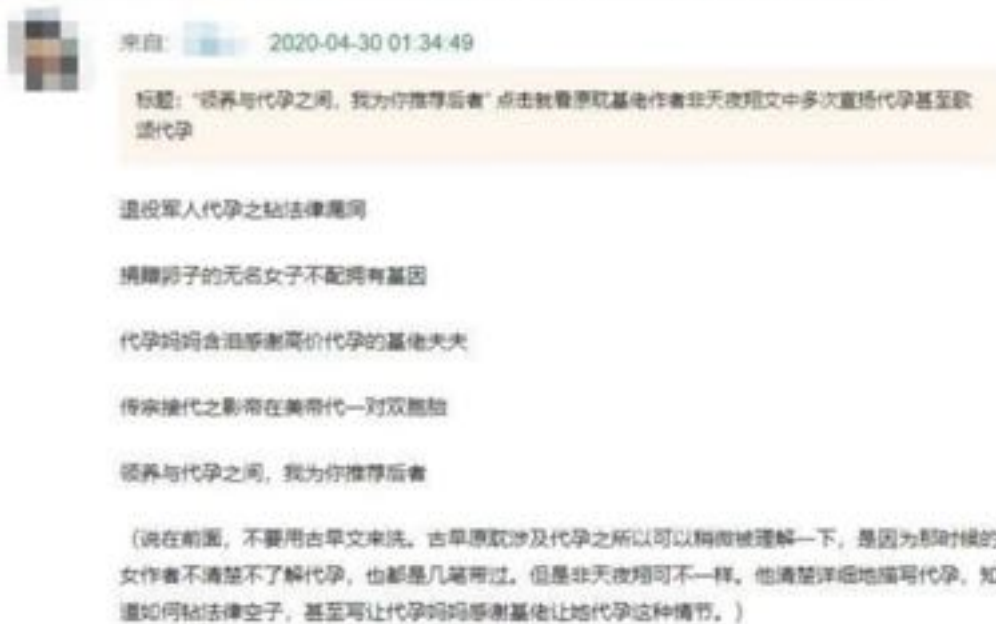 来自: 2020-04-30 01:34:49
标题：“领养与代孕之间，我为你推荐后者” 点击就看原耽基佬作者非天夜翔文中多次宣扬代孕甚至歌
颂代孕
退役军人代孕之钻法律漏洞
捐赠卵子的无名女子不配拥有基因
代孕妈妈含泪感谢高价代孕的基佬夫夫
传宗接代之影帝在美帝代一对双胞胎
领养与代孕之间，我为你推荐后者
（说在前面，不要用古早文来洗。古早原耽涉及代孕之所以可以稍微被理解一下，是因为那时候的
女作者不清楚不了解代孕，也都是几笔带过。但是非天夜翔可不一样。他清楚详细地描写代孕，知
道如何钻法律空子，甚至写让代孕妈妈感谢基佬让她代孕这种情节。）